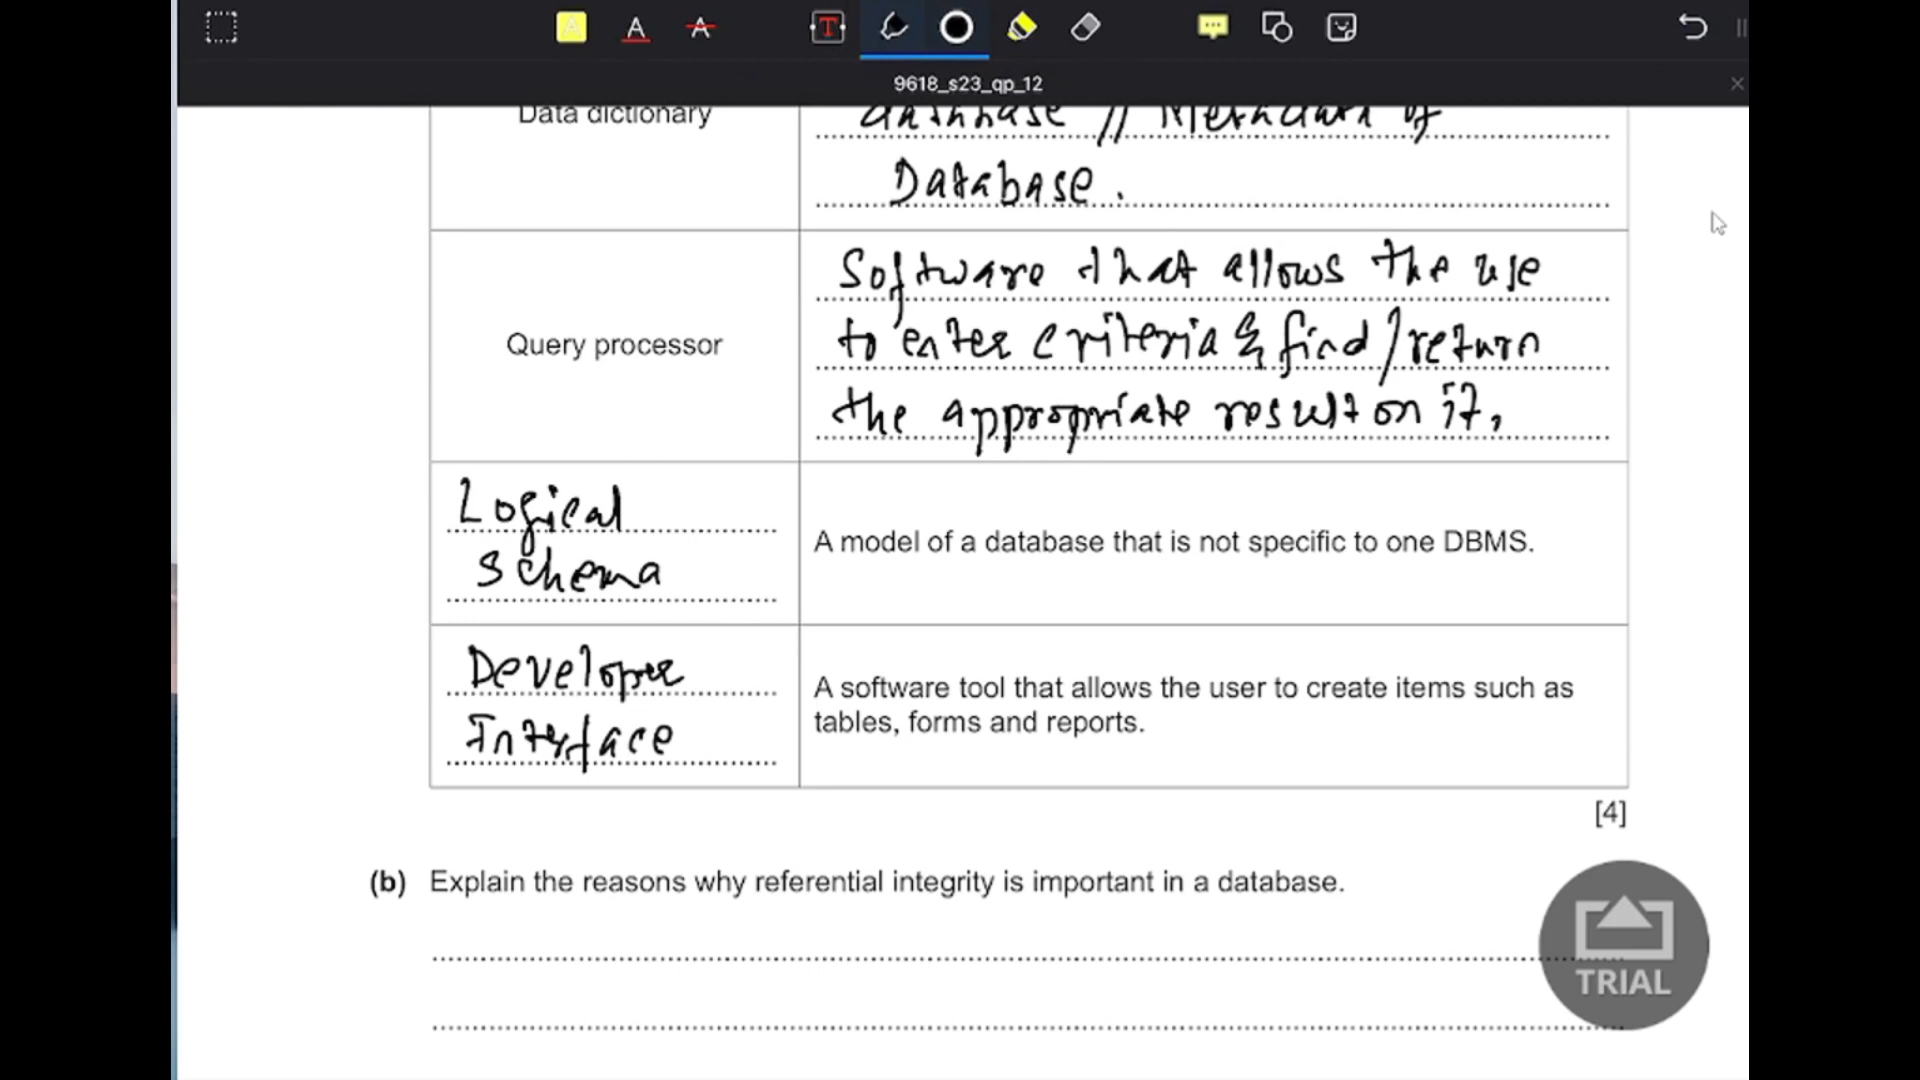 A A A T
9618_s23_qp_12
Data dictionary
database // Metadata of
Database.
Query processor
Software that allows the use
to enter criteria & find/return
the appropriate result on it,
Logical
Schema
A model of a database that is not specific to one DBMS.
Developer
Interface
A software tool that allows the user to create items such as
tables, forms and reports.
[4]
(b) Explain the reasons why referential integrity is important in a database.
TRIAL